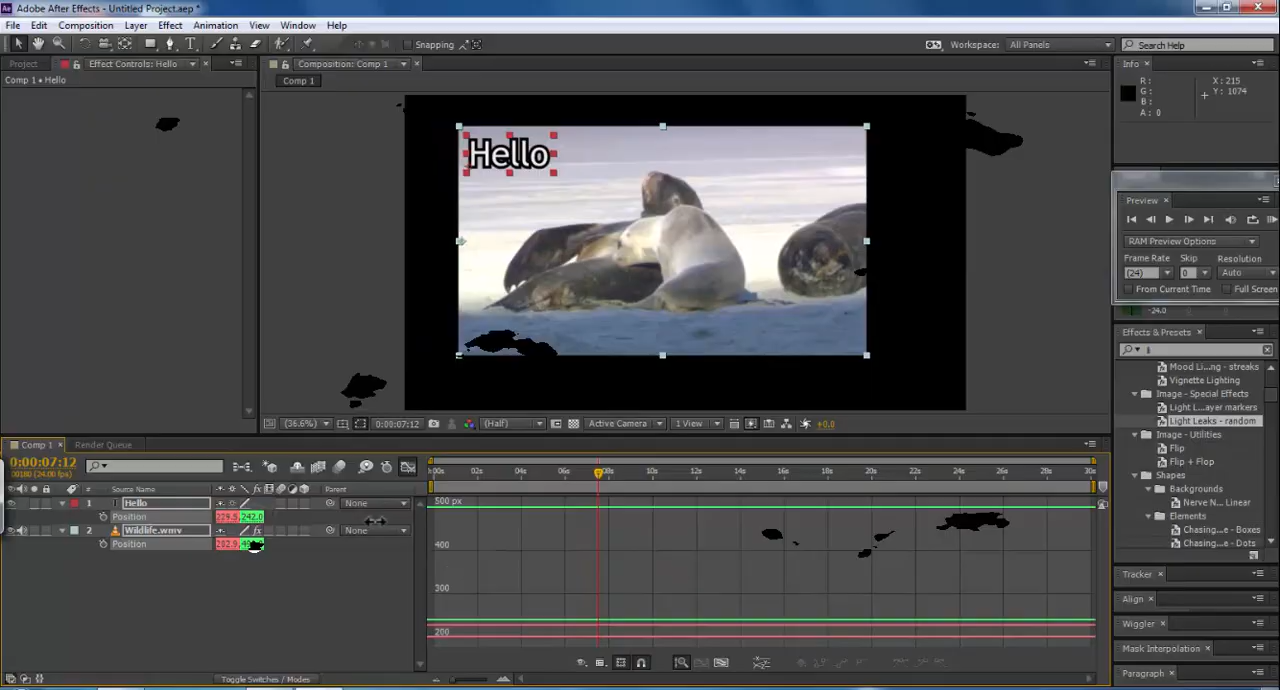 Adobe After Effects - Untitled Project.aep *
File Edit Composition Layer Effect Animation View Window Help
Snapping
Workspace: All Panels
Search Help
Project
Effect Controls: Hello
Composition: Comp 1
Info
Comp 1 • Hello
Comp 1
R:
G:
B:
A: 0
X: 215
Y: 1074
Hello
Preview
RAM Preview Options
Frame Rate Skip Resolution
(24) 0 Auto
From Current Time Full Screen
-24.0
Effects & Presets
Mood Li...ng - streaks
Vignette Lighting
Image - Special Effects
Light L...ayer markers
Light Leaks - random
Image - Utilities
Flip
Flip + Flop
Shapes
Backgrounds
Nerve N... Linear
Elements
Chasing...e - Boxes
Chasing...e - Dots
(36.6%) 0:00:07:12 (Half) Active Camera 1 View +0.0
Comp 1 Render Queue
0:00:07:12
00180 (24.00 fps)
:00s 02s 04s 06s 08s 10s 12s 14s 16s 18s 20s 22s 24s 26s 28s 30s
# Source Name Parent
1 Hello None
Position 229.5, 242.0
2 Wildlife.wmv None
Position 202.9,
500 px
400
300
200
Toggle Switches / Modes
Tracker
Align
Wiggler
Mask Interpolation
Paragraph